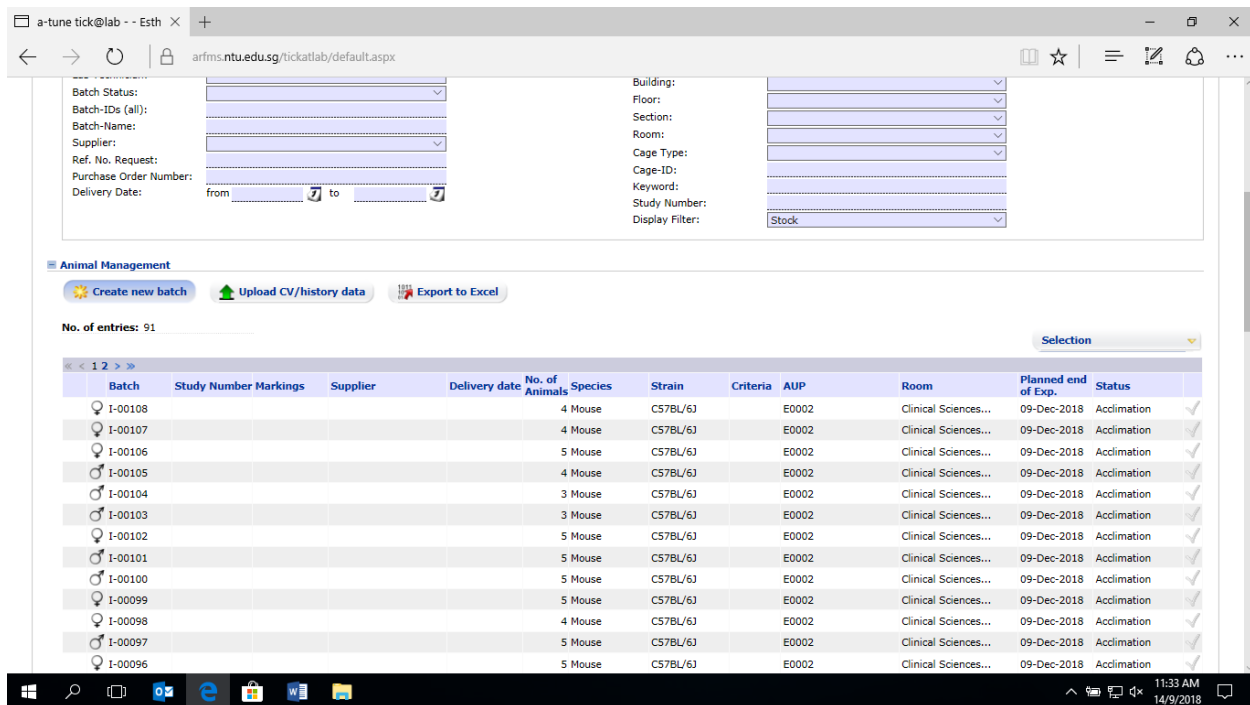 a-tune tick@lab - - Esth
arfms.ntu.edu.sg/tickatlab/default.aspx
Building:
Batch Status:
Floor:
Batch-IDs (all):
Section:
Batch-Name:
Room:
Supplier:
Cage Type:
Ref. No. Request:
Cage-ID:
Purchase Order Number:
Keyword:
Delivery Date: from to
Study Number:
Display Filter: Stock
Animal Management
Create new batch Upload CV/history data Export to Excel
No. of entries: 91
Selection
« < 1 2 > »
Batch Study Number Markings Supplier Delivery date No. of Animals Species Strain Criteria AUP Room Planned end of Exp. Status
I-00108 4 Mouse C57BL/6J E0002 Clinical Sciences... 09-Dec-2018 Acclimation
I-00107 4 Mouse C57BL/6J E0002 Clinical Sciences... 09-Dec-2018 Acclimation
I-00106 5 Mouse C57BL/6J E0002 Clinical Sciences... 09-Dec-2018 Acclimation
I-00105 4 Mouse C57BL/6J E0002 Clinical Sciences... 09-Dec-2018 Acclimation
I-00104 3 Mouse C57BL/6J E0002 Clinical Sciences... 09-Dec-2018 Acclimation
I-00103 3 Mouse C57BL/6J E0002 Clinical Sciences... 09-Dec-2018 Acclimation
I-00102 5 Mouse C57BL/6J E0002 Clinical Sciences... 09-Dec-2018 Acclimation
I-00101 5 Mouse C57BL/6J E0002 Clinical Sciences... 09-Dec-2018 Acclimation
I-00100 5 Mouse C57BL/6J E0002 Clinical Sciences... 09-Dec-2018 Acclimation
I-00099 5 Mouse C57BL/6J E0002 Clinical Sciences... 09-Dec-2018 Acclimation
I-00098 4 Mouse C57BL/6J E0002 Clinical Sciences... 09-Dec-2018 Acclimation
I-00097 5 Mouse C57BL/6J E0002 Clinical Sciences... 09-Dec-2018 Acclimation
I-00096 5 Mouse C57BL/6J E0002 Clinical Sciences... 09-Dec-2018 Acclimation
11:33 AM
14/9/2018